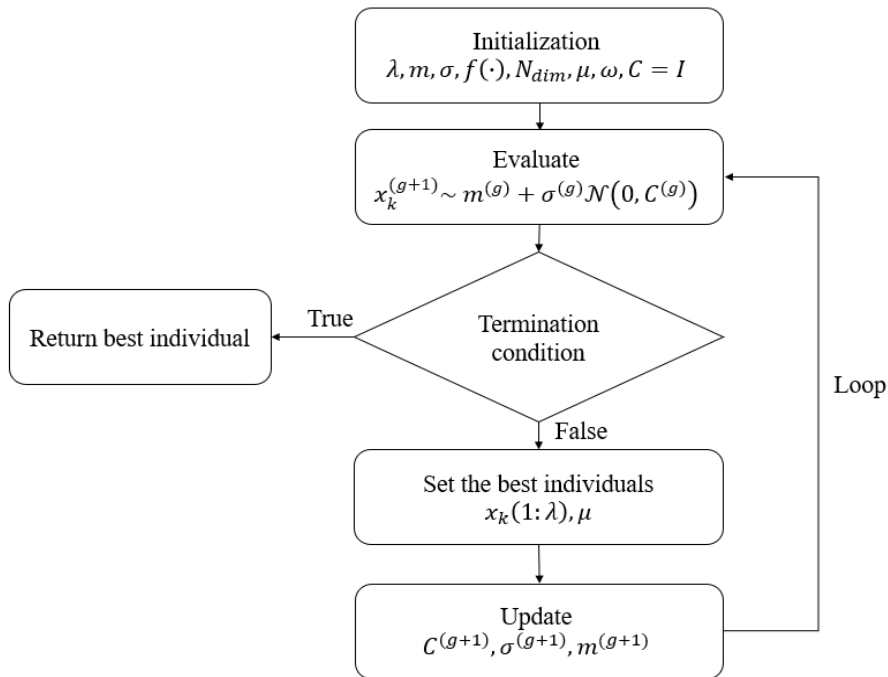 Initialization
λ, m, σ, f(·), N_dim, μ, ω, C = I
Evaluate
x_k^(g+1) ~ m^(g) + σ^(g) 𝒩(0, C^(g))
Termination
condition
True
Return best individual
False
Loop
Set the best individuals
x_k(1: λ), μ
Update
C^(g+1), σ^(g+1), m^(g+1)